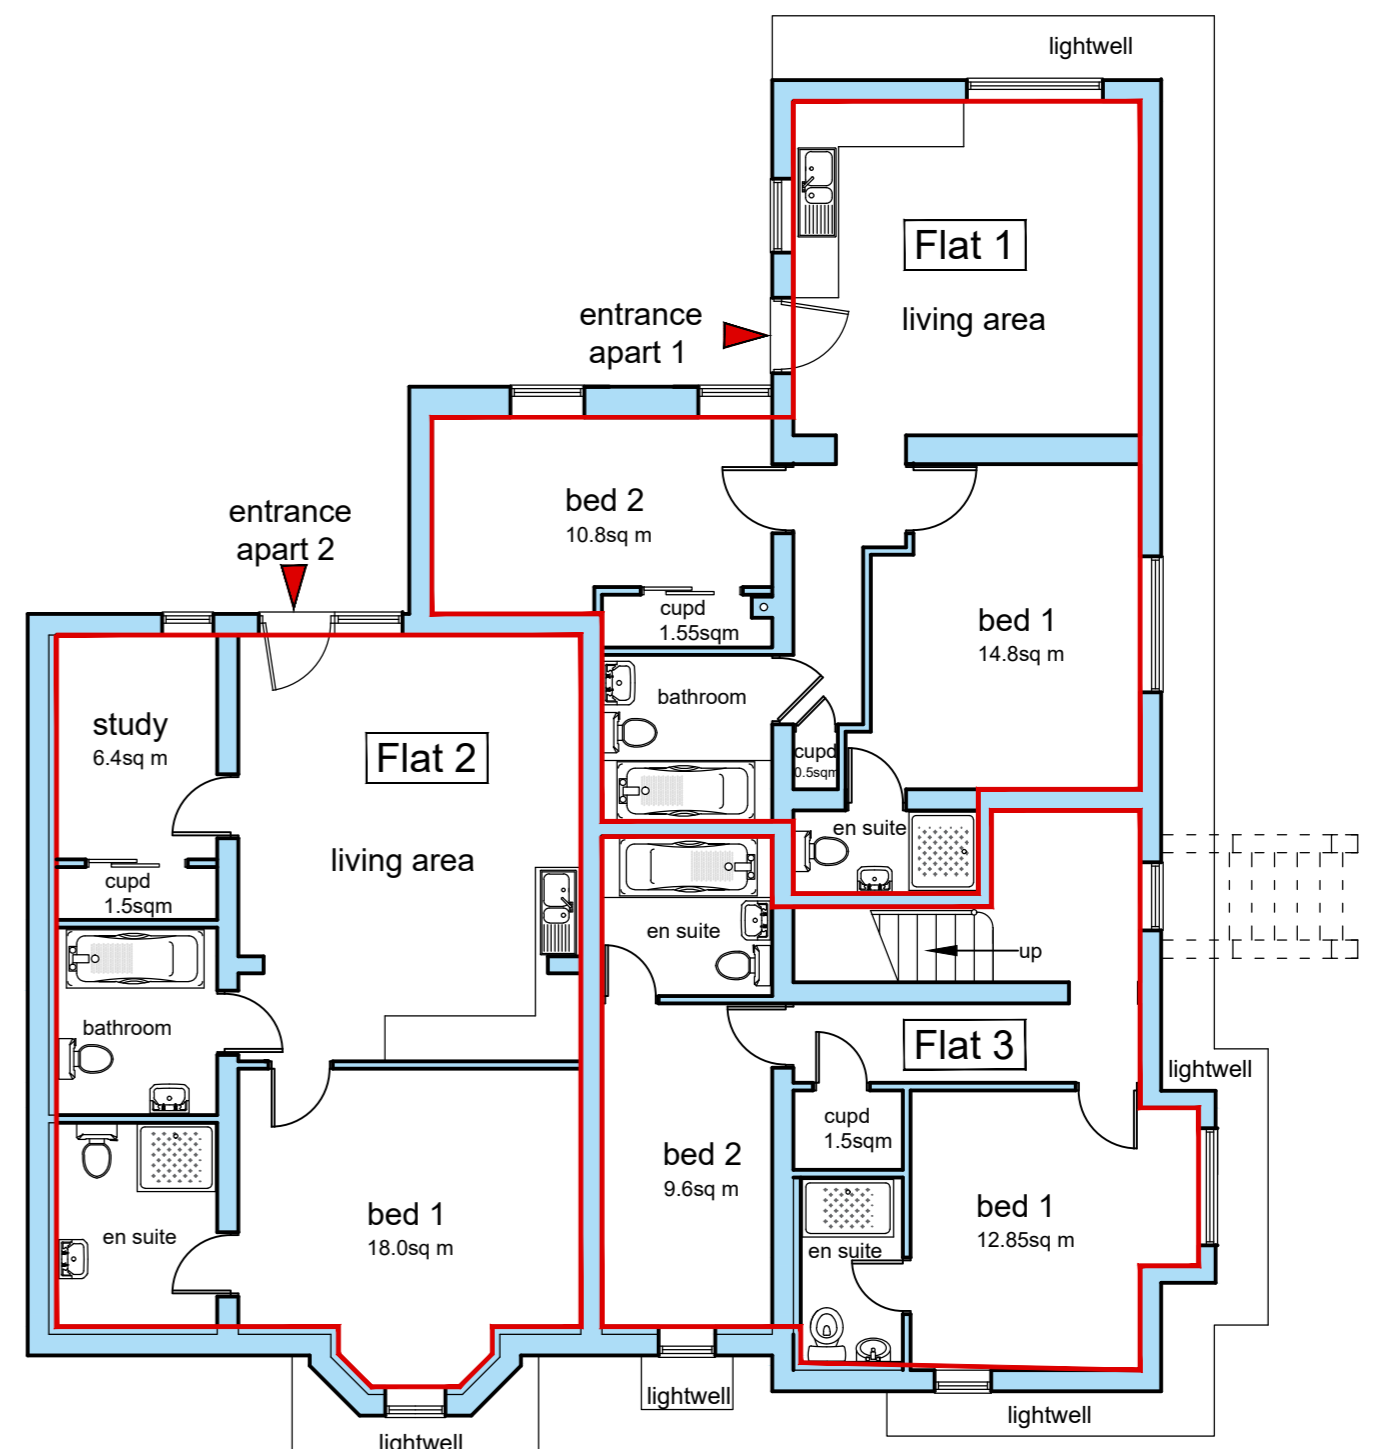 lightwell
Flat 1
living area
entrance
apart 1
bed 2
10.8sq m
entrance
apart 2
cupd
1.55sqm
bed 1
14.8sq m
bathroom
study
6.4sq m
Flat 2
cupd
0.5sqm
en suite
living area
cupd
1.5sqm
en suite
up
bathroom
Flat 3
lightwell
cupd
1.5sqm
bed 2
9.6sq m
bed 1
18.0sq m
bed 1
12.85sq m
en suite
en suite
lightwell
lightwell
lightwell